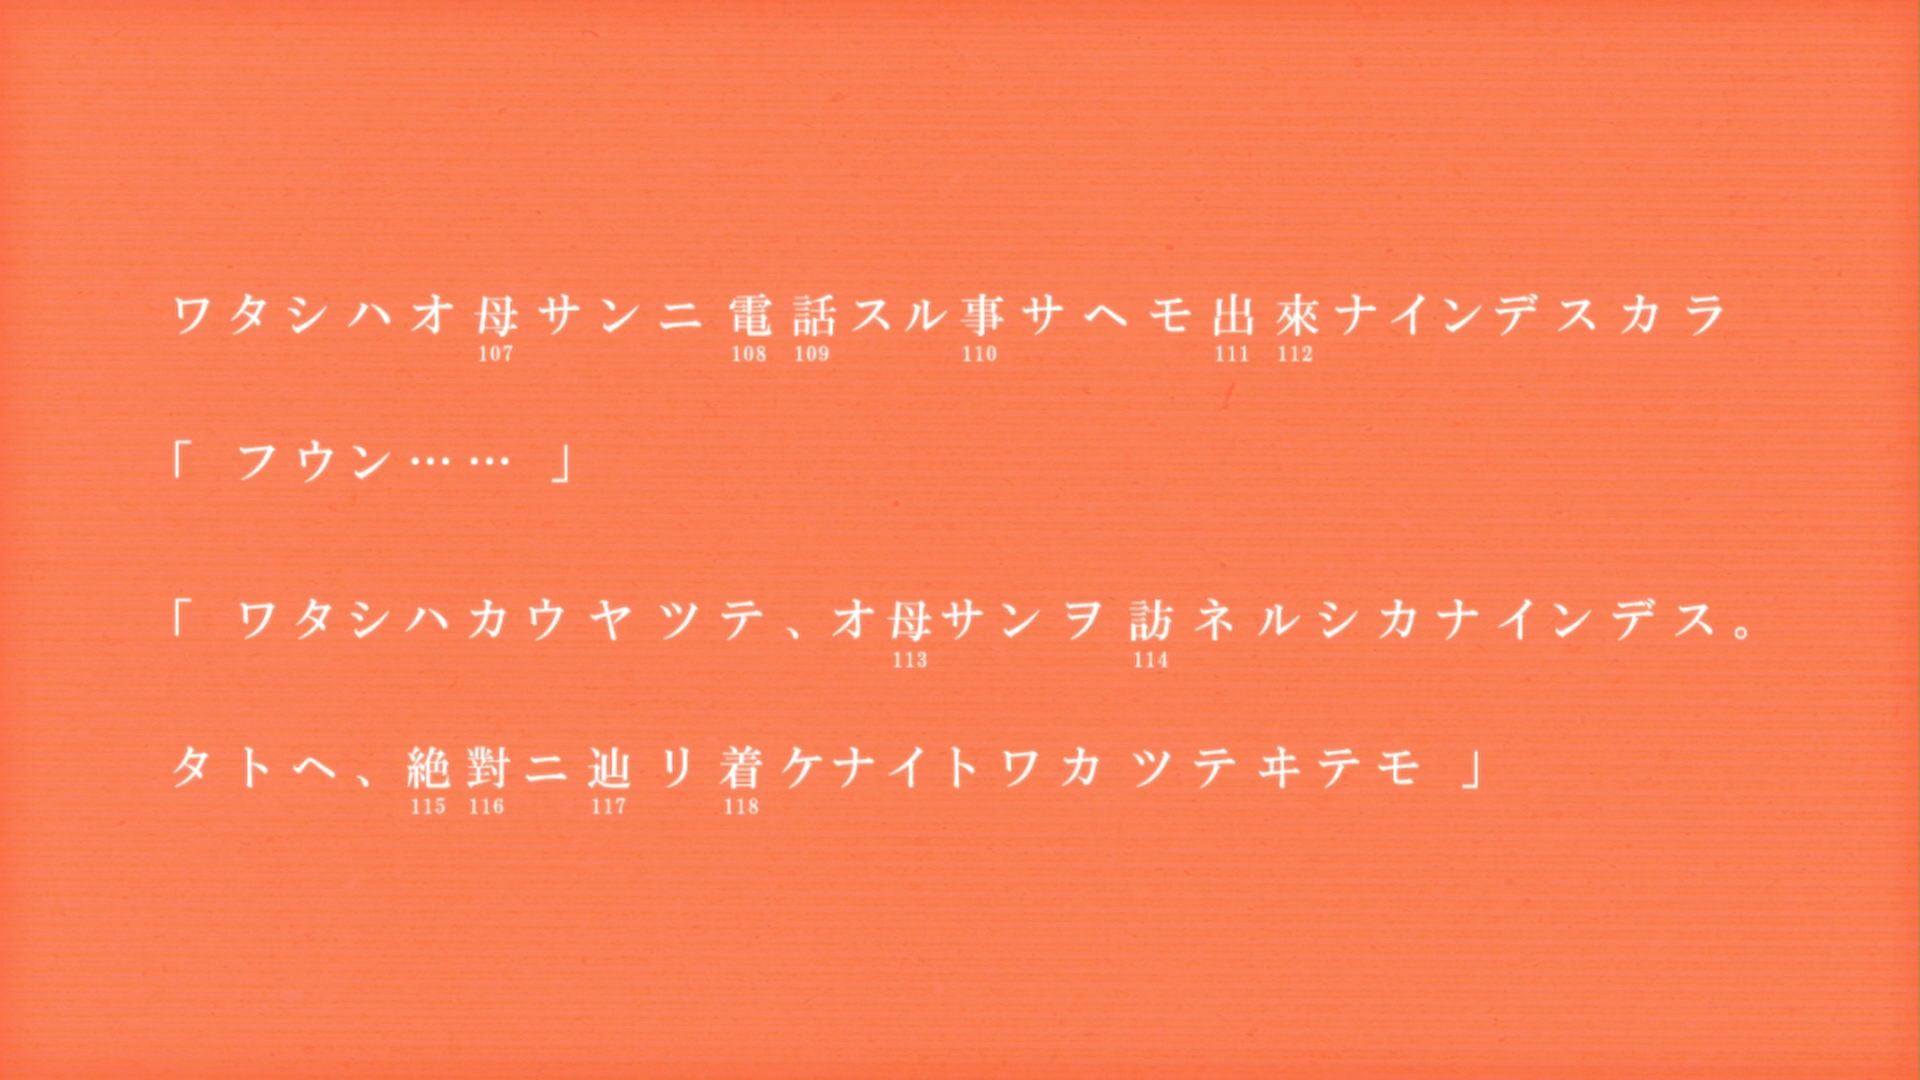 ワタシハオ母サンニ電話スル事サヘモ出來ナインデスカラ
107 108 109 110 111 112
「フウン……」
「ワタシハカウヤツテ、オ母サンヲ訪ネルシカナインデス。
113 114
タトヘ、絶對ニ辿リ着ケナイトワカツテヰテモ」
115 116 117 118